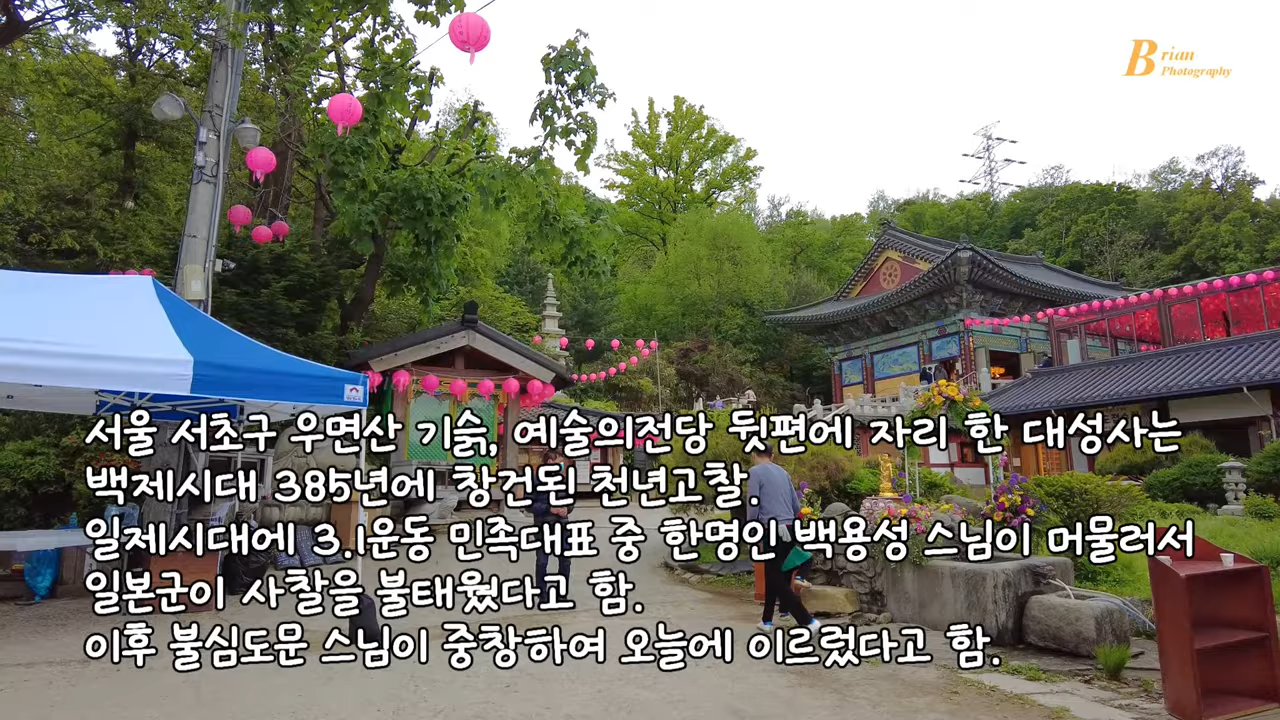 Brian
Photography
서울 서초구 우면산 기슭, 예술의전당 뒷편에 자리 한 대성사는
백제시대 385년에 창건된 천년고찰.
일제시대에 3.1운동 민족대표 중 한명인 백용성 스님이 머물러서
일본군이 사찰을 불태웠다고 함.
이후 불심도문 스님이 중창하여 오늘에 이르렀다고 함.